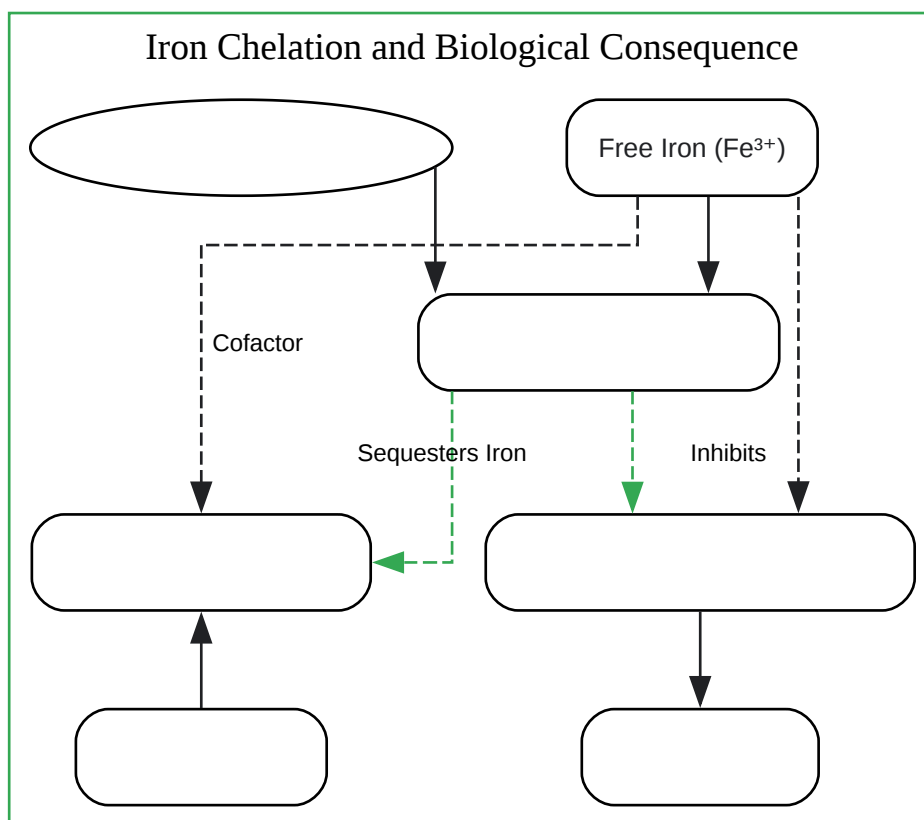 Iron Chelation and Biological Consequence
Free Iron (Fe³⁺)
Cofactor
Sequesters Iron
Inhibits